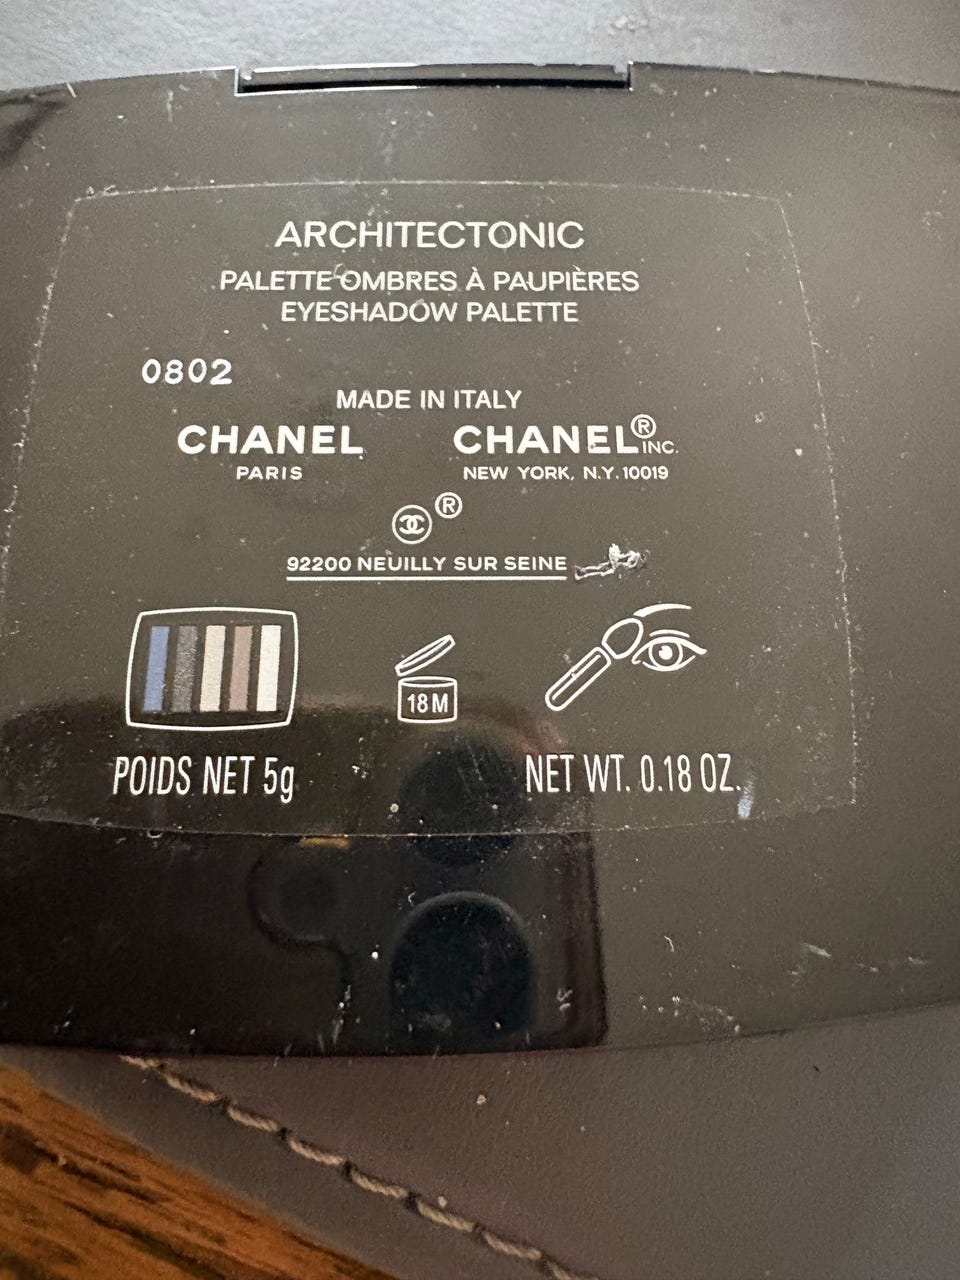 ARCHITECTONIC
PALETTE OMBRES À PAUPIÈRES
EYESHADOW PALETTE
0802
MADE IN ITALY
CHANEL CHANEL® INC.
PARIS NEW YORK, N.Y. 10019
®
92200 NEUILLY SUR SEINE
18 M
POIDS NET 5g NET WT. 0.18 OZ.